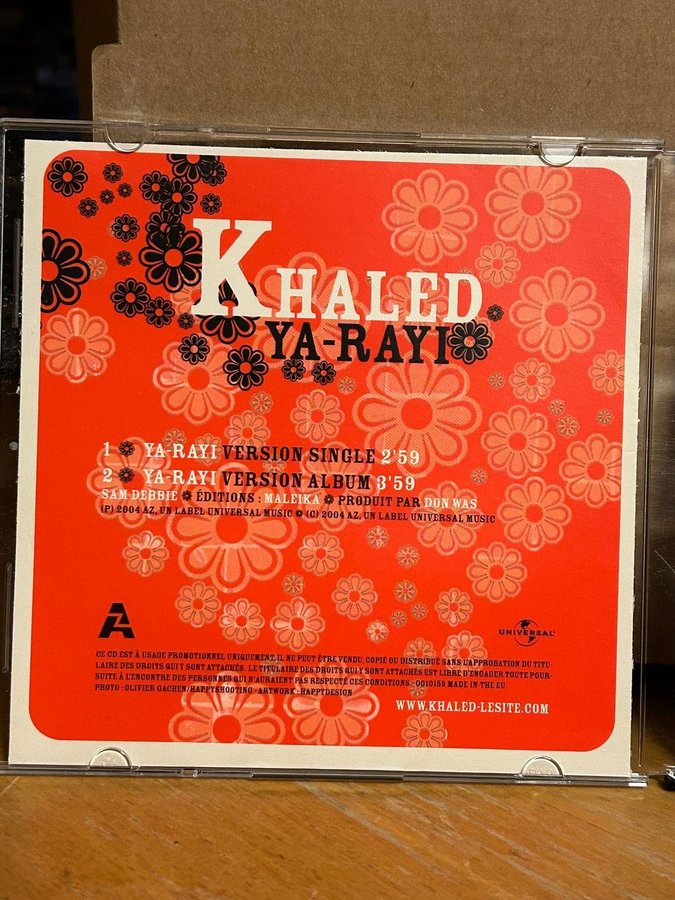 KHALED
YA-RAYI
1 YA-RAYI VERSION SINGLE 2'59
2 YA-RAYI VERSION ALBUM 3'59
SAM DEBBIE ÉDITIONS : MALEIKA PRODUIT PAR DON WAS
(P) 2004 AZ, UN LABEL UNIVERSAL MUSIC (C) 2004 AZ, UN LABEL UNIVERSAL MUSIC
AZ
UNIVERSAL
CE CD EST À USAGE PROMOTIONNEL UNIQUEMENT, IL NE PEUT ÊTRE VENDU, COPIÉ OU DISTRIBUÉ SANS L'APPROBATION DU TITU-
LAIRE DES DROITS QUI Y SONT ATTACHÉS. LE TITULAIRE DES DROITS QUI Y SONT ATTACHÉS EST LIBRE D'ENGAGER TOUTE POUR-
SUITE À L'ENCONTRE DES PERSONNES QUI N'AURAIENT PAS RESPECTÉ CES CONDITIONS. - 0010159 MADE IN THE EU
PHOTO : OLIVIER GACHEN/HAPPYSHOOTING - ARTWORK : HAPPYDESIGN
WWW.KHALED-LESITE.COM